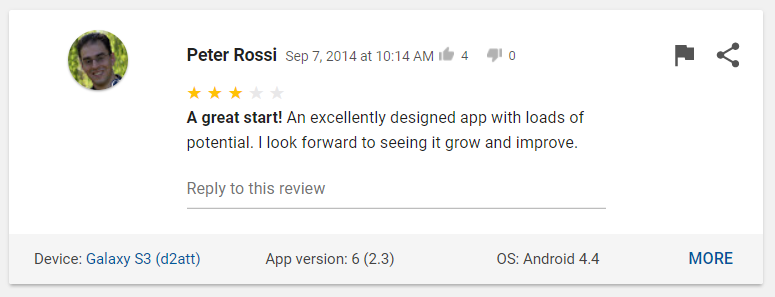 Peter Rossi Sep 7, 2014 at 10:14 AM 4 0
A great start! An excellently designed app with loads of
potential. I look forward to seeing it grow and improve.
Reply to this review
Device: Galaxy S3 (d2att) App version: 6 (2.3) OS: Android 4.4 MORE